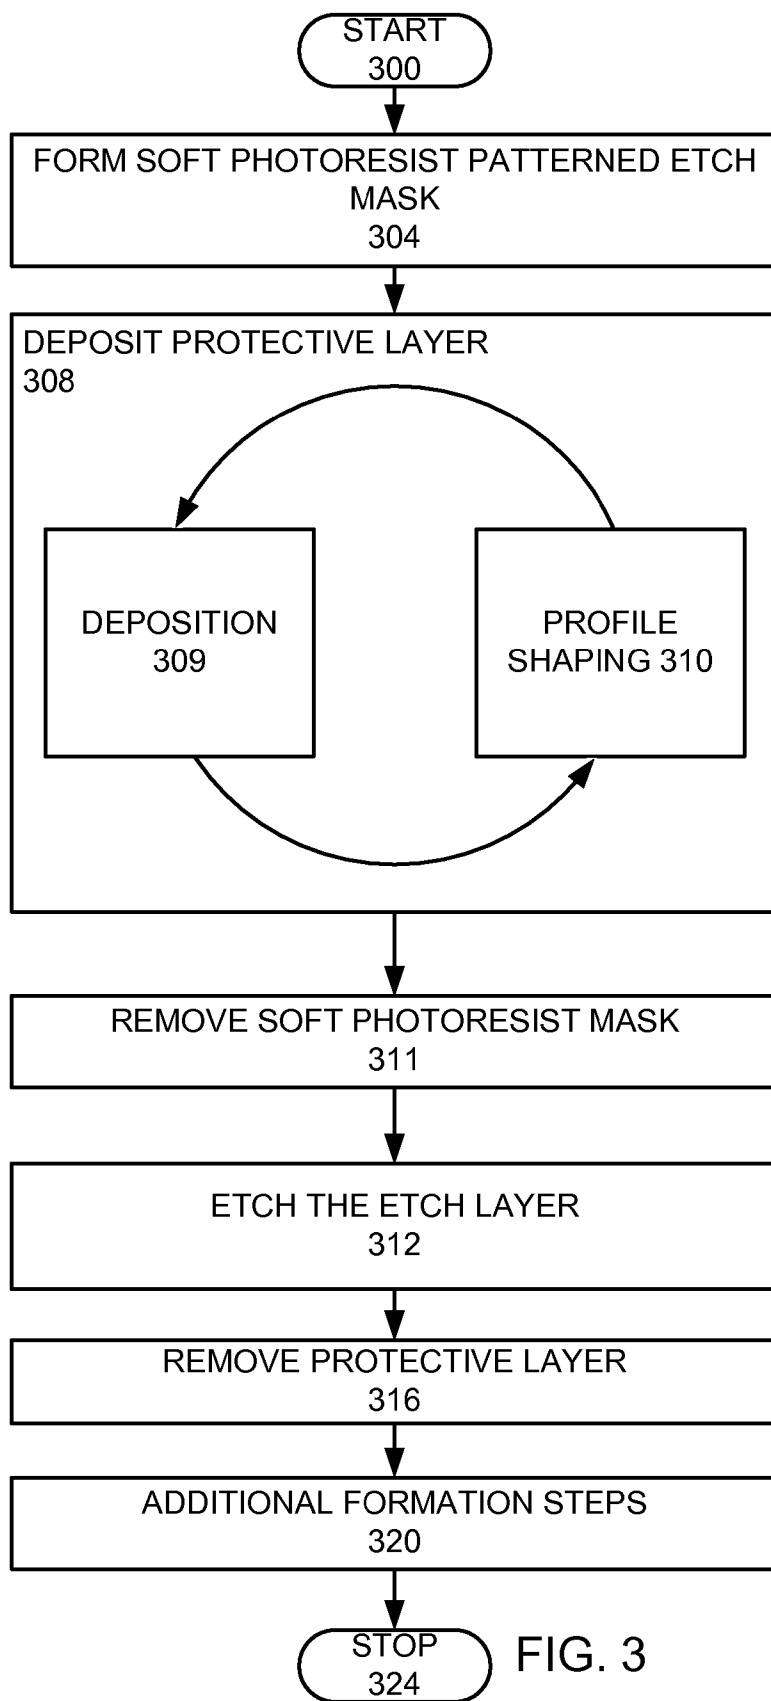 START
300
FORM SOFT PHOTORESIST PATTERNED ETCH
MASK
304
DEPOSIT PROTECTIVE LAYER
308
DEPOSITION
309
PROFILE
SHAPING 310
REMOVE SOFT PHOTORESIST MASK
311
ETCH THE ETCH LAYER
312
REMOVE PROTECTIVE LAYER
316
ADDITIONAL FORMATION STEPS
320
STOP
324
FIG. 3